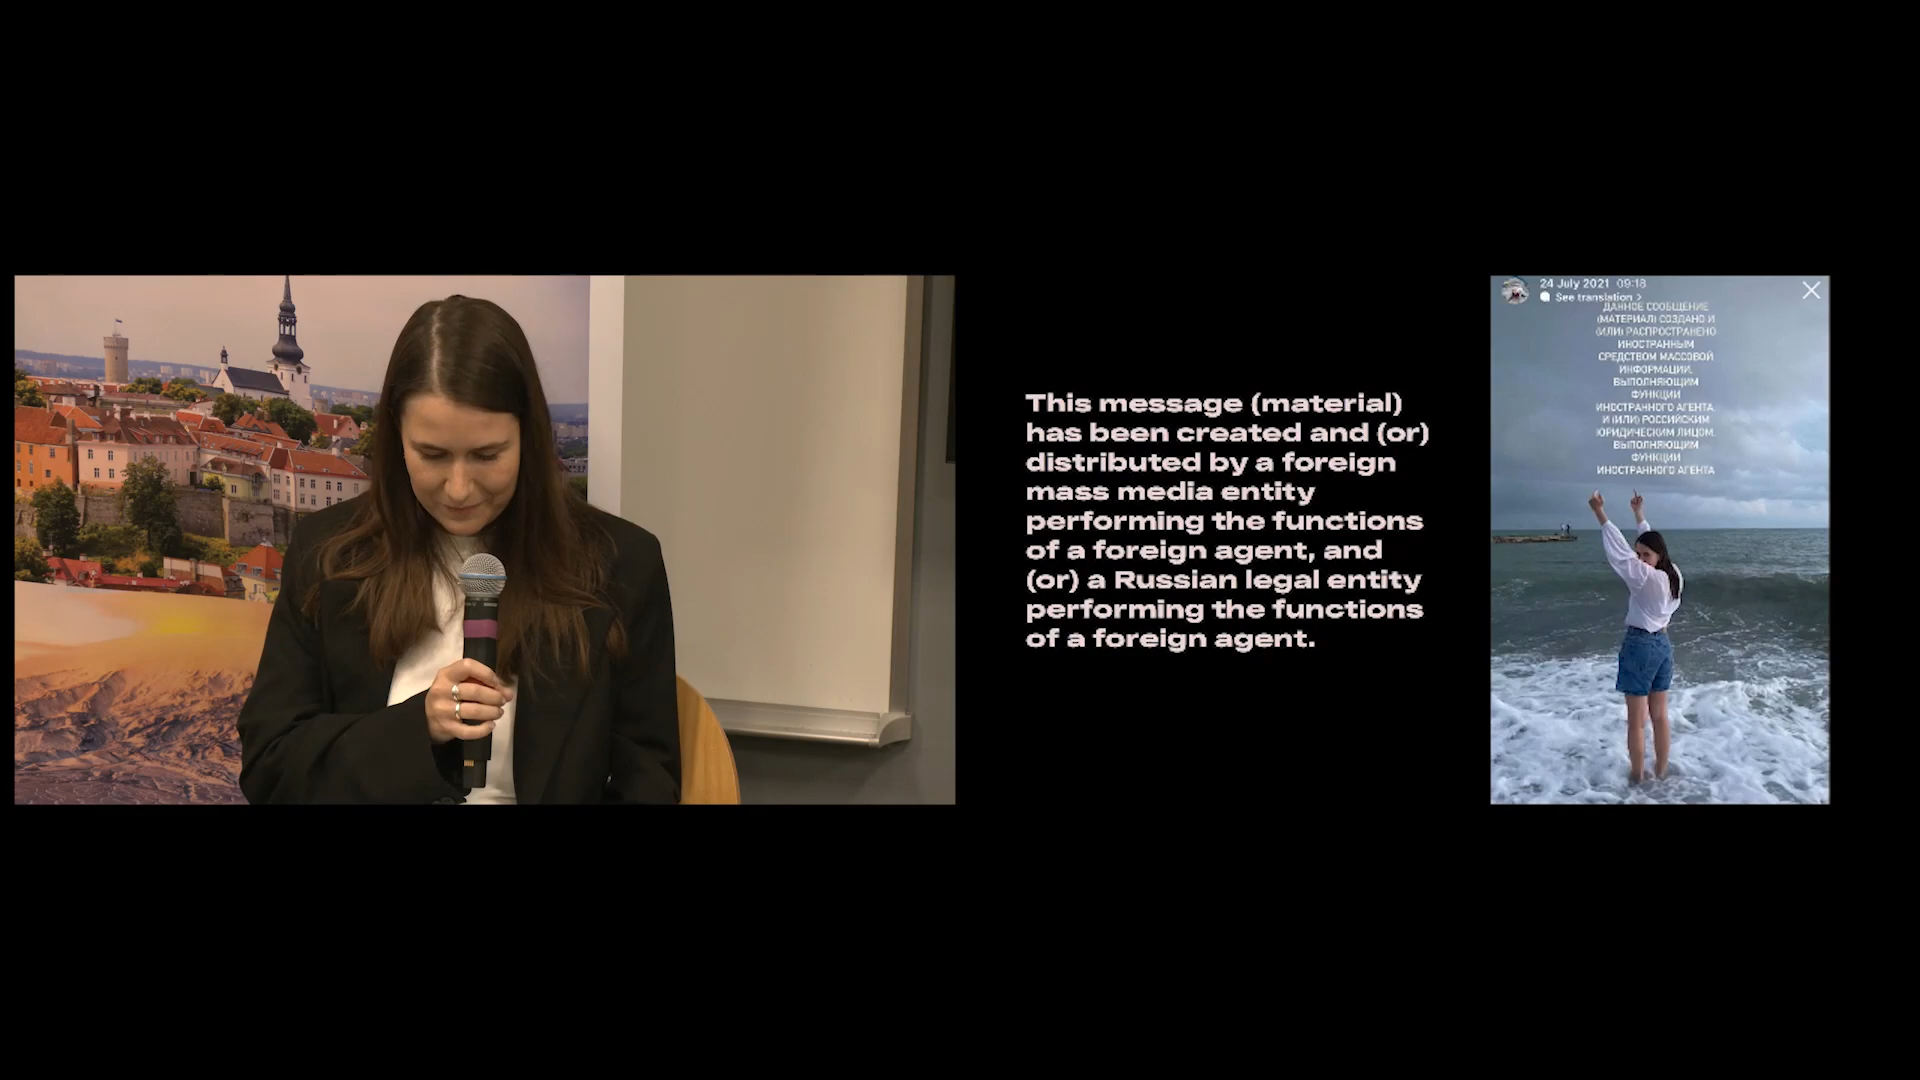 This message (material)
has been created and (or)
distributed by a foreign
mass media entity
performing the functions
of a foreign agent, and
(or) a Russian legal entity
performing the functions
of a foreign agent.
24 July 2021 09:18
See translation >
ДАННОЕ СООБЩЕНИЕ
(МАТЕРИАЛ) СОЗДАНО И
(ИЛИ) РАСПРОСТРАНЕНО
ИНОСТРАННЫМ
СРЕДСТВОМ МАССОВОЙ
ИНФОРМАЦИИ,
ВЫПОЛНЯЮЩИМ
ФУНКЦИИ
ИНОСТРАННОГО АГЕНТА,
И (ИЛИ) РОССИЙСКИМ
ЮРИДИЧЕСКИМ ЛИЦОМ,
ВЫПОЛНЯЮЩИМ
ФУНКЦИИ
ИНОСТРАННОГО АГЕНТА